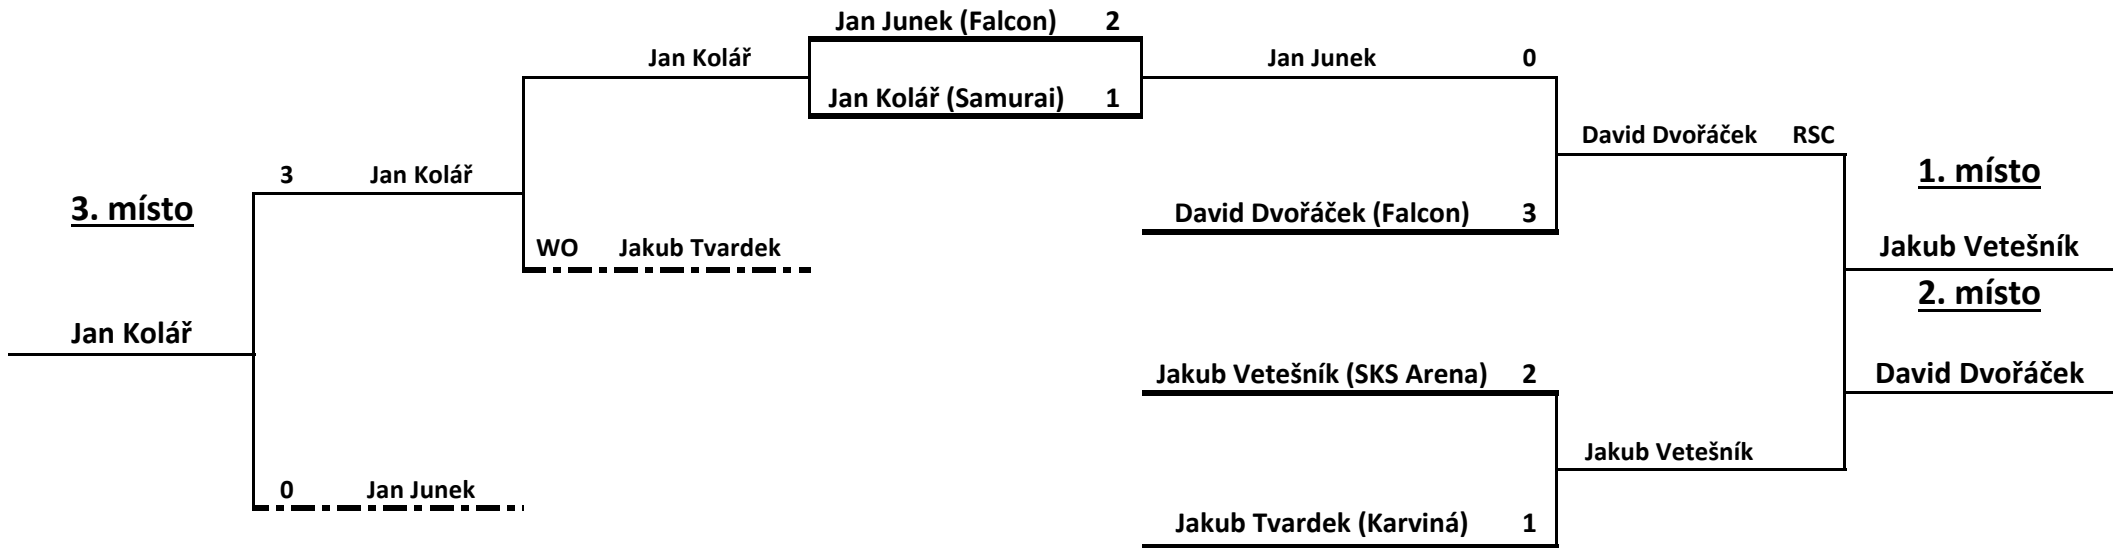 Jan Junek (Falcon) 2
Jan Kolář
Jan Junek 0
Jan Kolář (Samurai) 1
David Dvořáček RSC
3 Jan Kolář
1. místo
3. místo
David Dvořáček (Falcon) 3
WO Jakub Tvardek
Jakub Vetešník
2. místo
Jan Kolář
Jakub Vetešník (SKS Arena) 2
David Dvořáček
Jakub Vetešník
0 Jan Junek
Jakub Tvardek (Karviná) 1